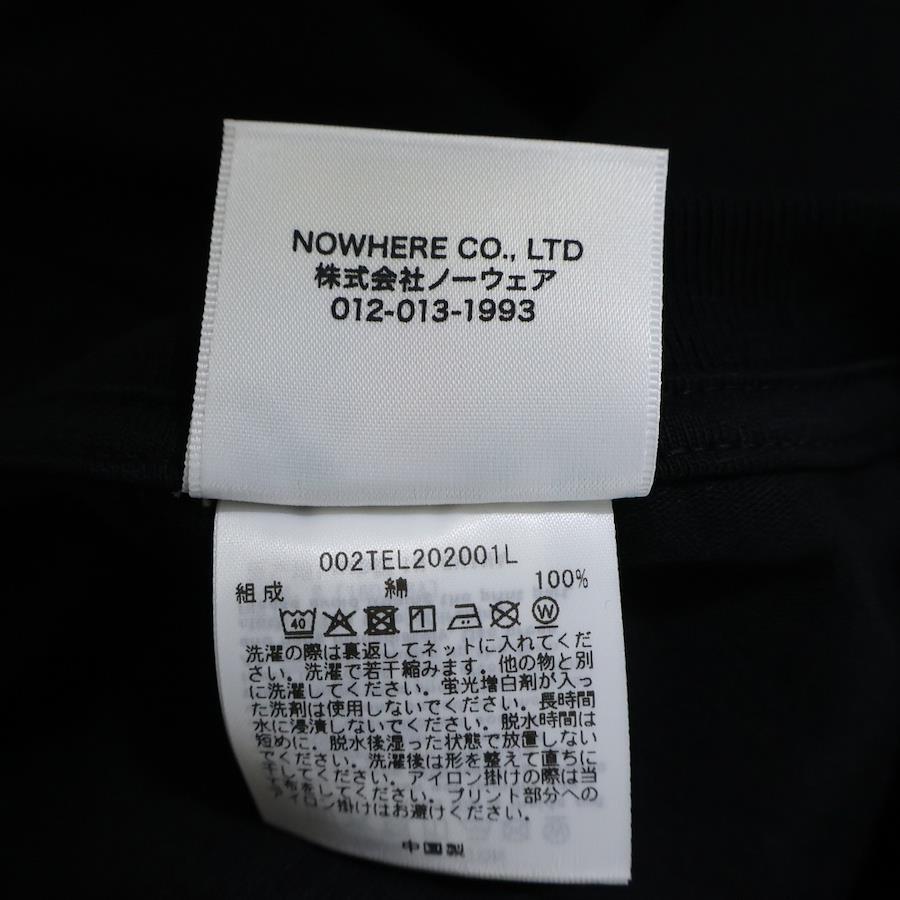 NOWHERE CO., LTD
株式会社ノーウェア
012-013-1993
002TEL202001L
組成 綿 100%
40 W
洗濯の際は裏返してネットに入れてくだ
さい。洗濯で若干縮みます。他の物と別
に洗濯してください。蛍光増白剤が入っ
た洗剤は使用しないでください。長時間
水に浸漬しないでください。脱水時間は
短めに。脱水後湿った状態で放置しない
でください。洗濯後は形を整えて直ちに
干してください。アイロン掛けの際は当
て布をしてください。プリント部分への
アイロン掛けはお避けください。
中国製